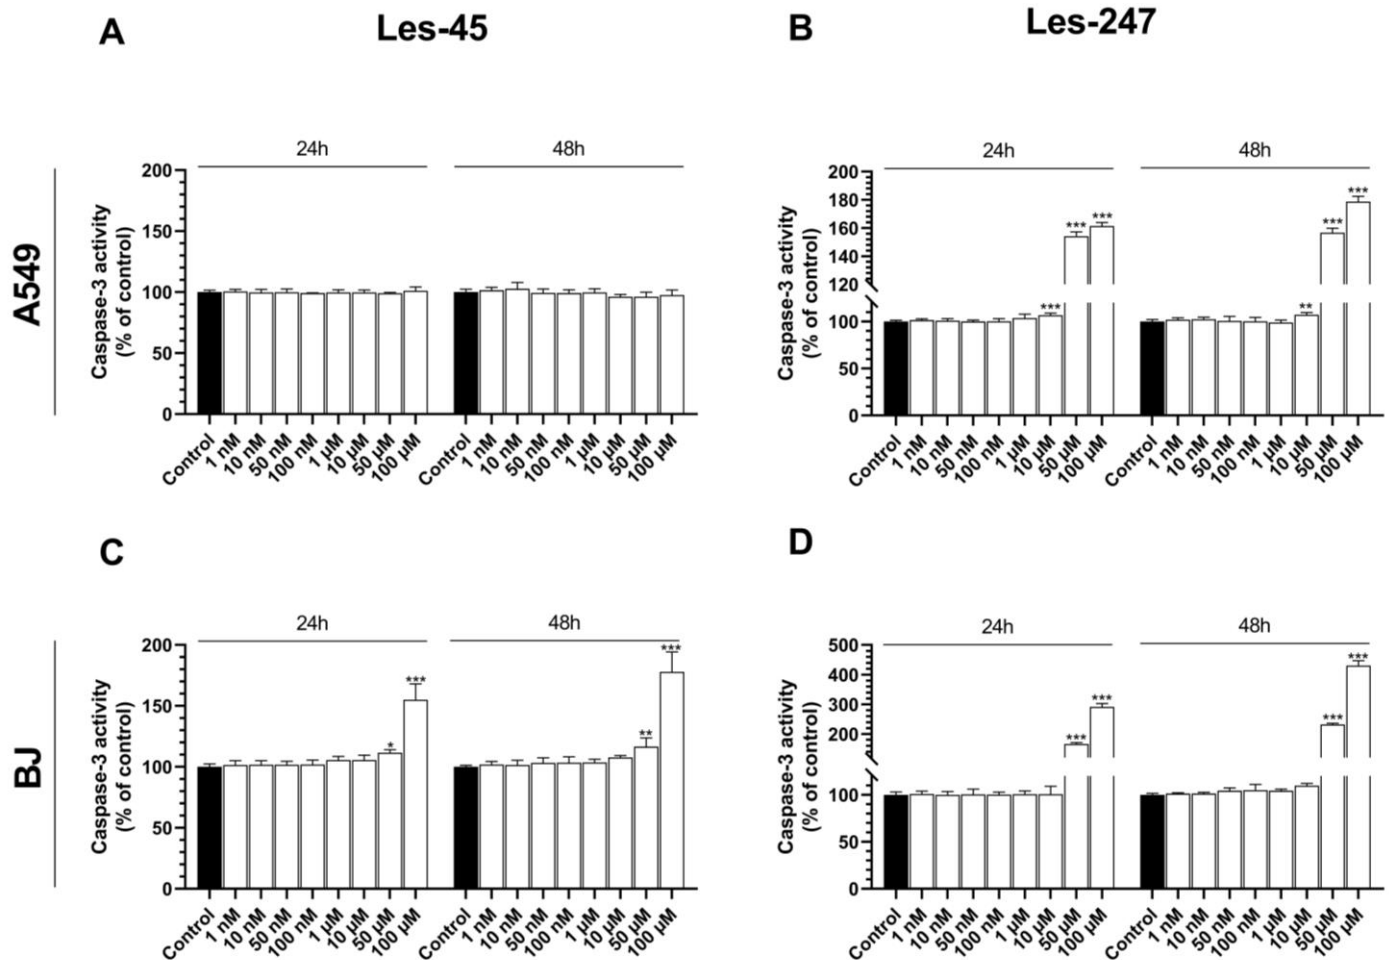 A
Les-45
B
Les-247
A549
24h
48h
Caspase-3 activity
(% of control)
200
150
100
50
0
Control
1 nM
10 nM
50 nM
100 nM
1 µM
10 µM
50 µM
100 µM
Control
1 nM
10 nM
50 nM
100 nM
1 µM
10 µM
50 µM
100 µM
24h
48h
Caspase-3 activity
(% of control)
200
180
160
140
120
100
50
0
***
***
***
**
***
***
Control
1 nM
10 nM
50 nM
100 nM
1 µM
10 µM
50 µM
100 µM
Control
1 nM
10 nM
50 nM
100 nM
1 µM
10 µM
50 µM
100 µM
C
D
BJ
24h
48h
Caspase-3 activity
(% of control)
200
150
100
50
0
*
***
**
***
Control
1 nM
10 nM
50 nM
100 nM
1 µM
10 µM
50 µM
100 µM
Control
1 nM
10 nM
50 nM
100 nM
1 µM
10 µM
50 µM
100 µM
24h
48h
Caspase-3 activity
(% of control)
500
400
300
200
100
50
0
***
***
***
***
Control
1 nM
10 nM
50 nM
100 nM
1 µM
10 µM
50 µM
100 µM
Control
1 nM
10 nM
50 nM
100 nM
1 µM
10 µM
50 µM
100 µM